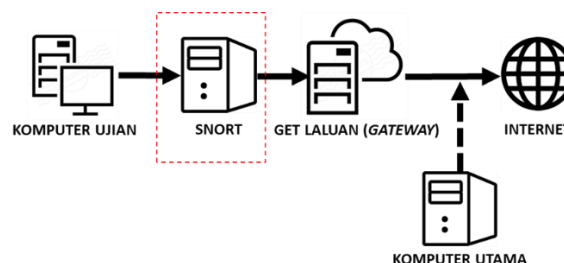 KOMPUTER UJIAN
SNORT
GET LALUAN (GATEWAY)
INTERNET
KOMPUTER UTAMA